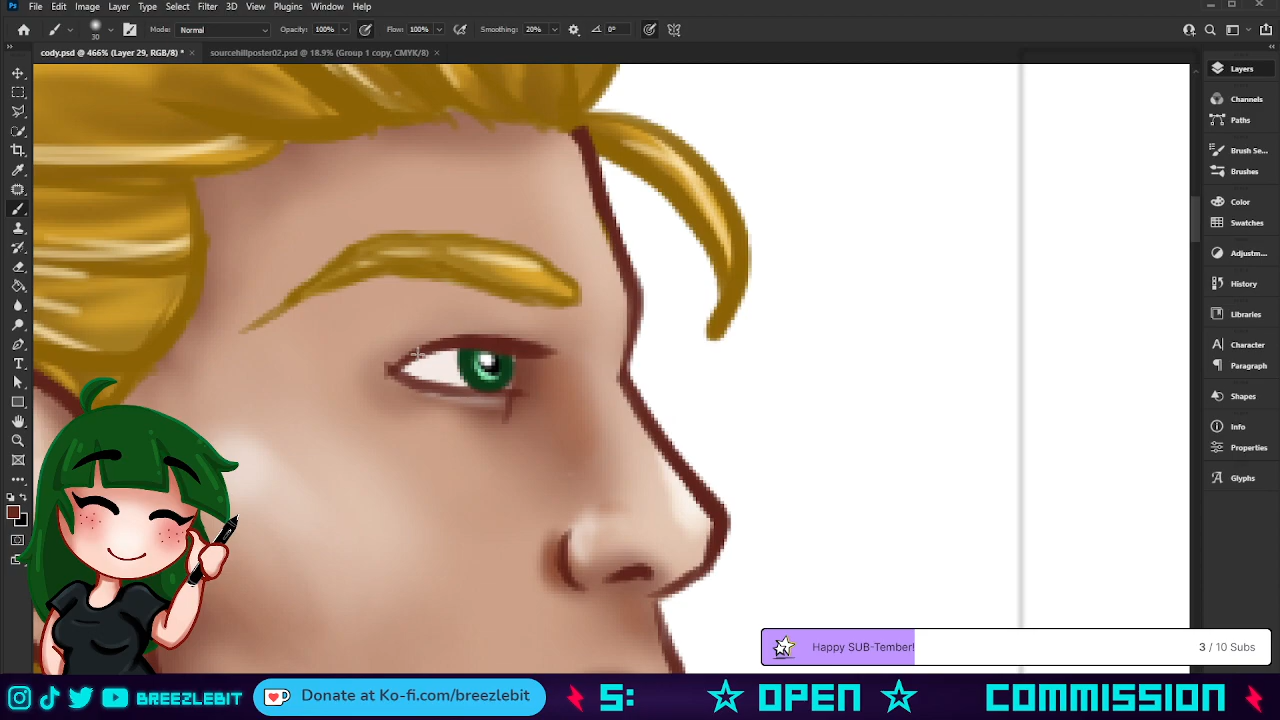 Ps File Edit Image Layer Type Select Filter 3D View Plugins Window Help
30 Mode: Normal Opacity: 100% Flow: 100% Smoothing: 20% 0°
cody.psd @ 466% (Layer 29, RGB/8) * × sourcehillposter02.psd @ 18.9% (Group 1 copy, CMYK/8) ×
Layers
Channels
Paths
Brush Se...
Brushes
Color
Swatches
Adjustm...
History
Libraries
Character
Paragraph
Shapes
Info
Properties
Glyphs
Happy SUB-Tember! 3 / 10 Subs
BREEZLEBIT Donate at Ko-fi.com/breezlebit S: OPEN COMMISSION